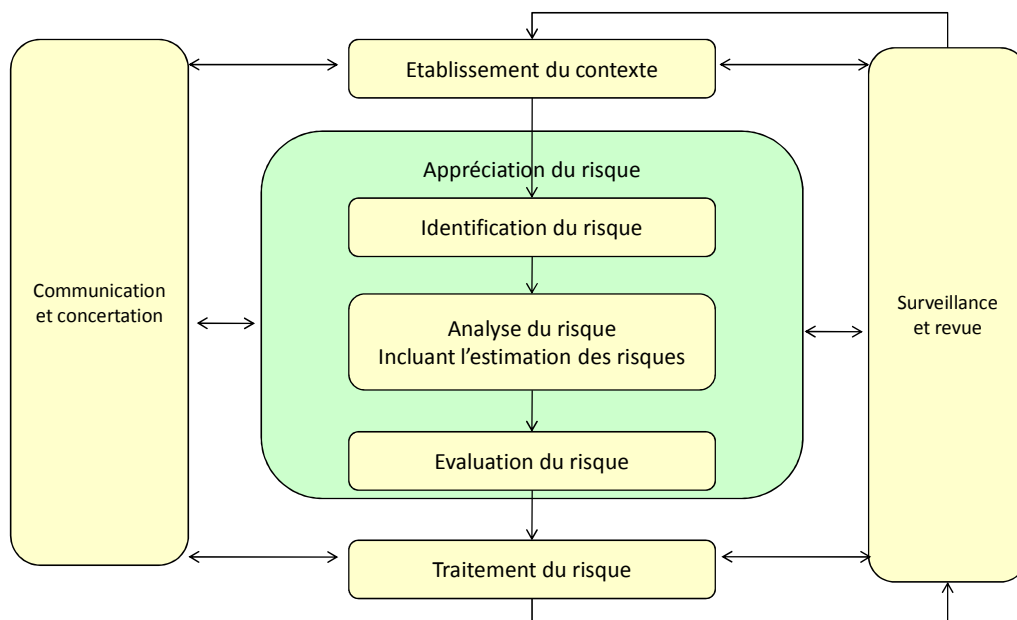 Etablissement du contexte
Appréciation du risque
Identification du risque
Communication
et concertation
Analyse du risque
Incluant l’estimation des risques
Surveillance
et revue
Evaluation du risque
Traitement du risque